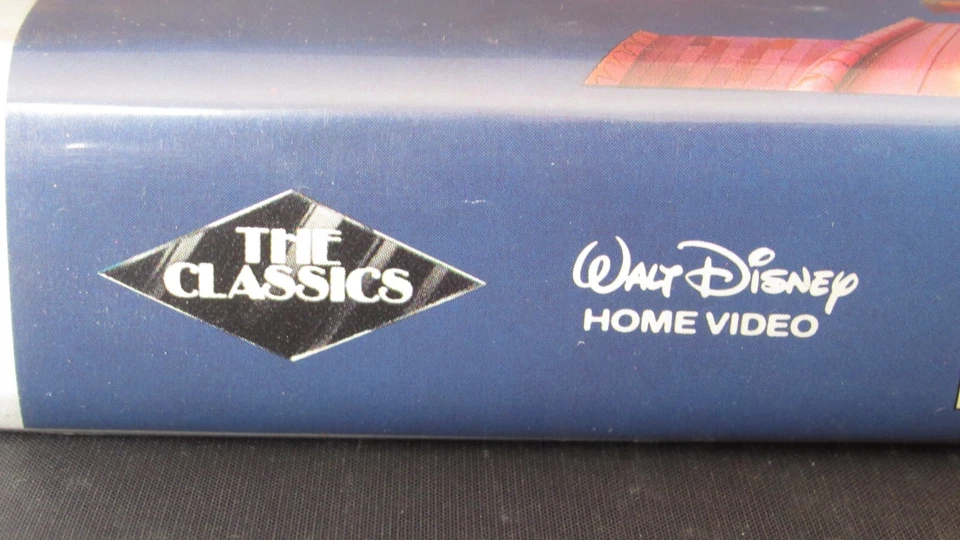 THE
CLASSICS
WALT DISNEY
HOME VIDEO